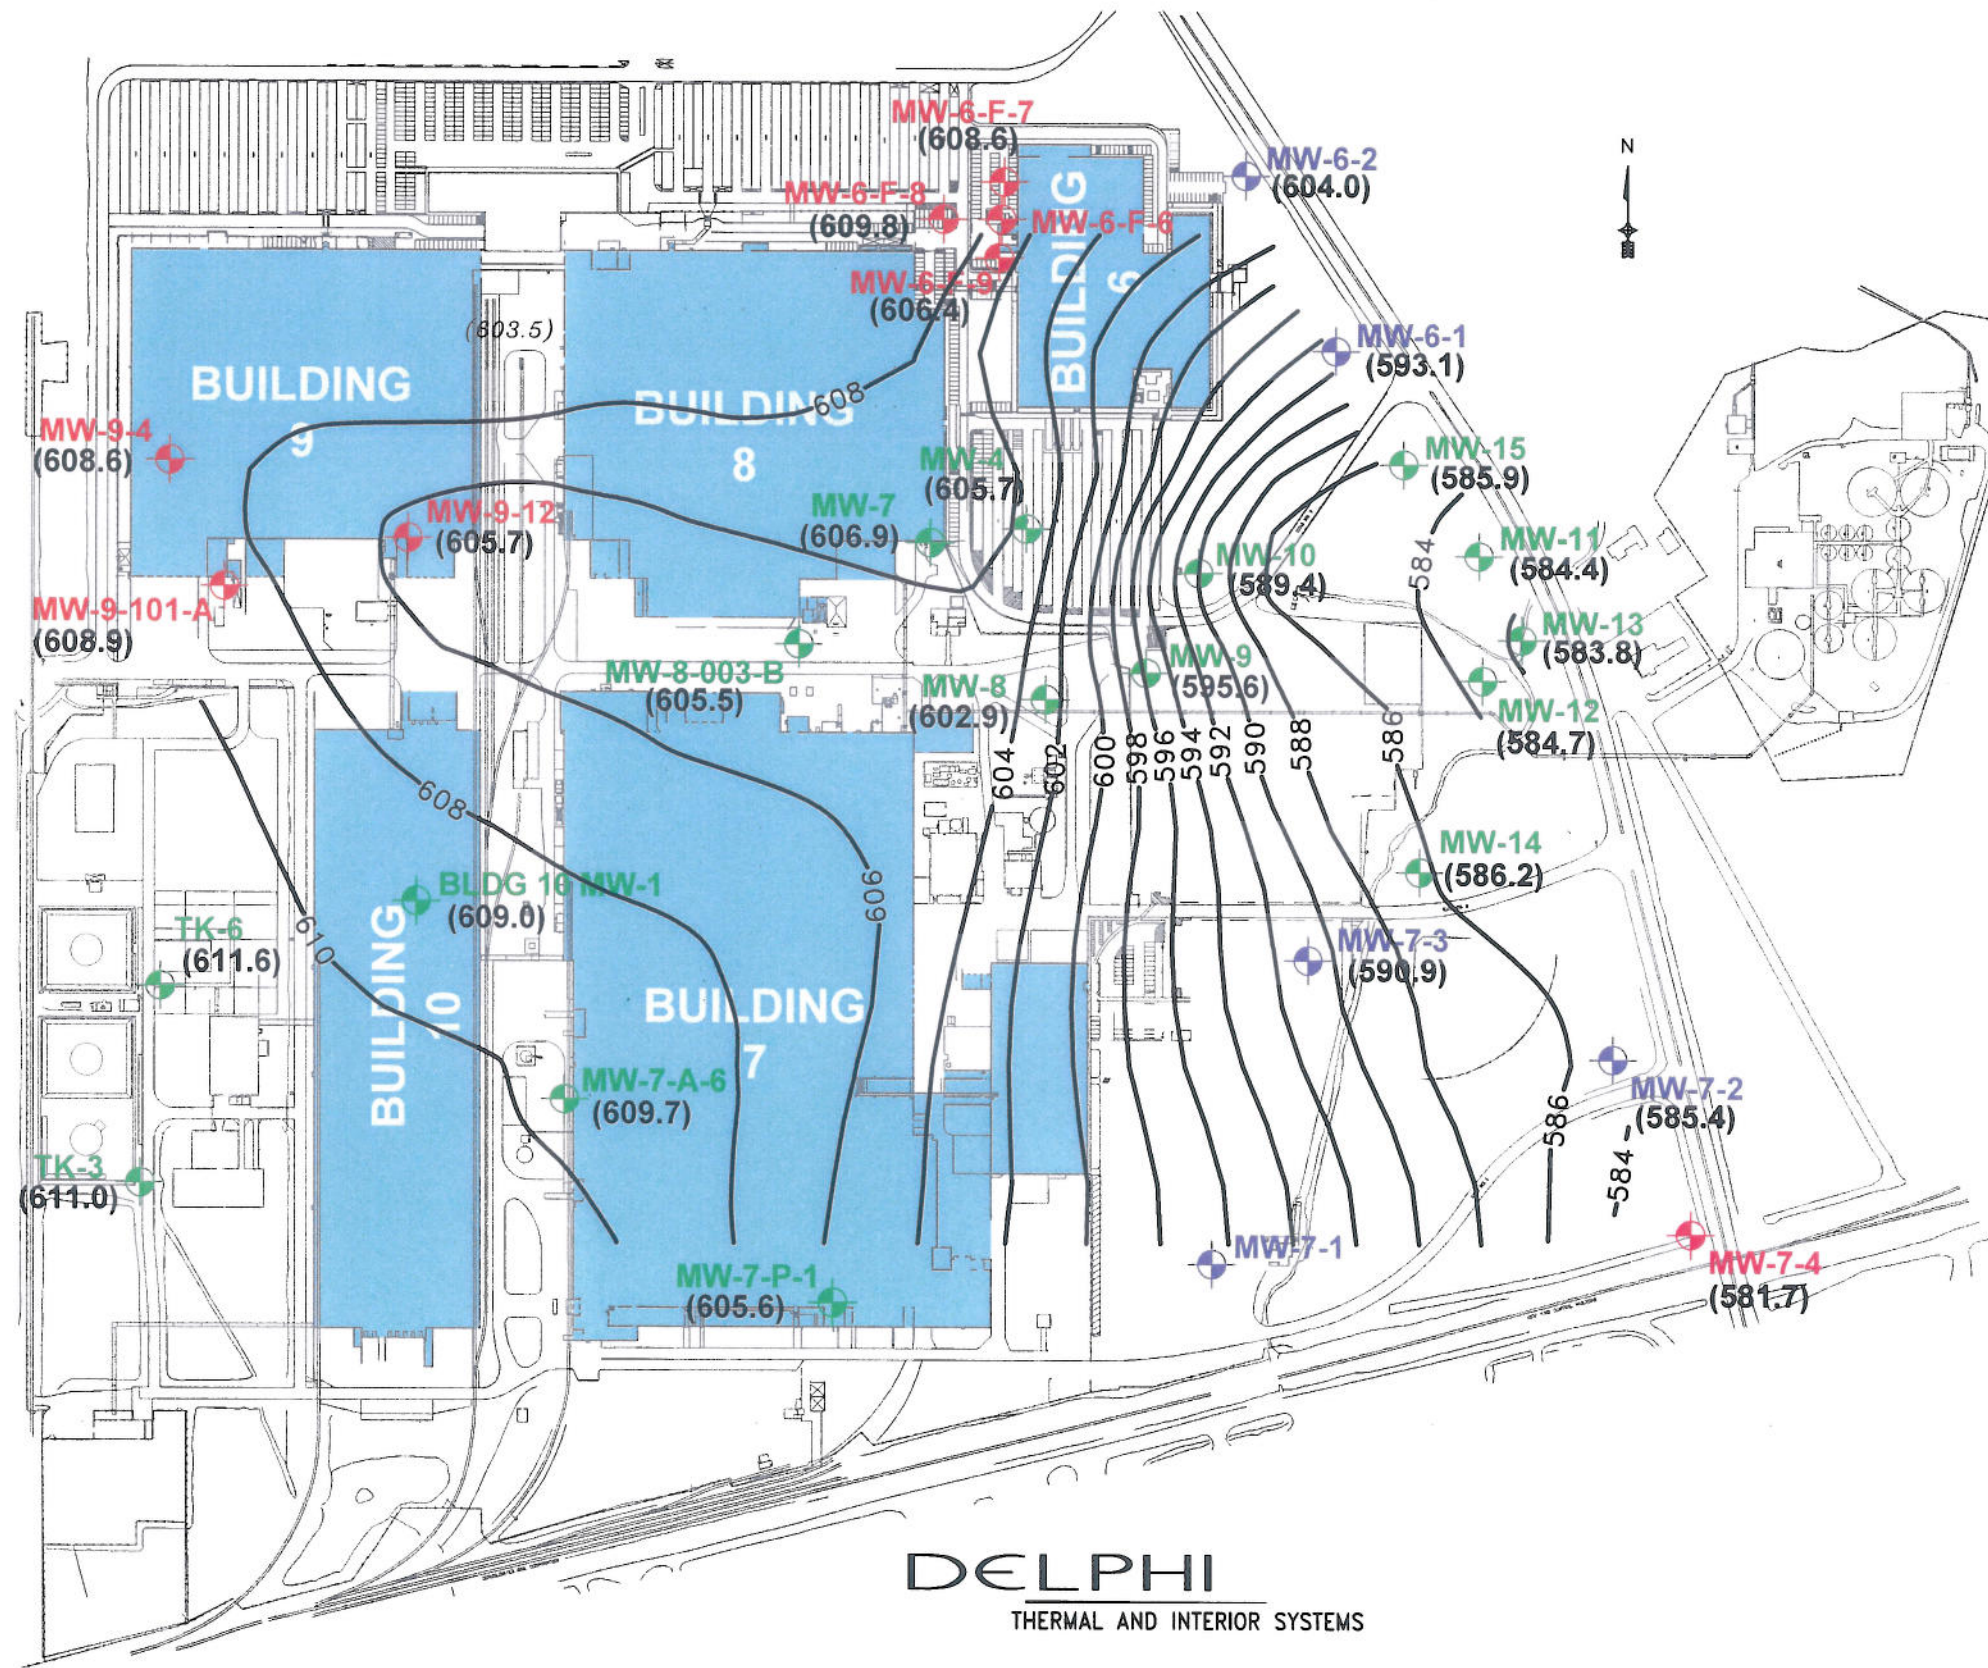 MW-6-F-7
(608.6)
N
MW-6-2
(604.0)
MW-6-F-8
(609.8)
MW-6-F-6
BUILDING
6
MW-6-F-9
(606.4)
(603.5)
MW-6-1
(593.1)
BUILDING
9
608
BUILDING
8
MW-9-4
(608.6)
MW-4
(605.7)
MW-15
(585.9)
MW-9-12
(605.7)
MW-7
(606.9)
MW-11
(584.4)
584
MW-10
(589.4)
MW-9-101-A
(608.9)
MW-13
(583.8)
MW-8-003-B
(605.5)
MW-9
(595.6)
MW-8
(602.9)
MW-12
(584.7)
604
602
600
598
596
594
592
590
588
586
608
MW-14
(586.2)
606
BLDG 10 MW-1
(609.0)
TK-6
(611.6)
610
MW-7-3
(590.9)
BUILDING
10
BUILDING
7
MW-7-A-6
(609.7)
MW-7-2
(585.4)
586
584
TK-3
(611.0)
MW-7-1
MW-7-P-1
(605.6)
MW-7-4
(581.7)
DELPHI
THERMAL AND INTERIOR SYSTEMS